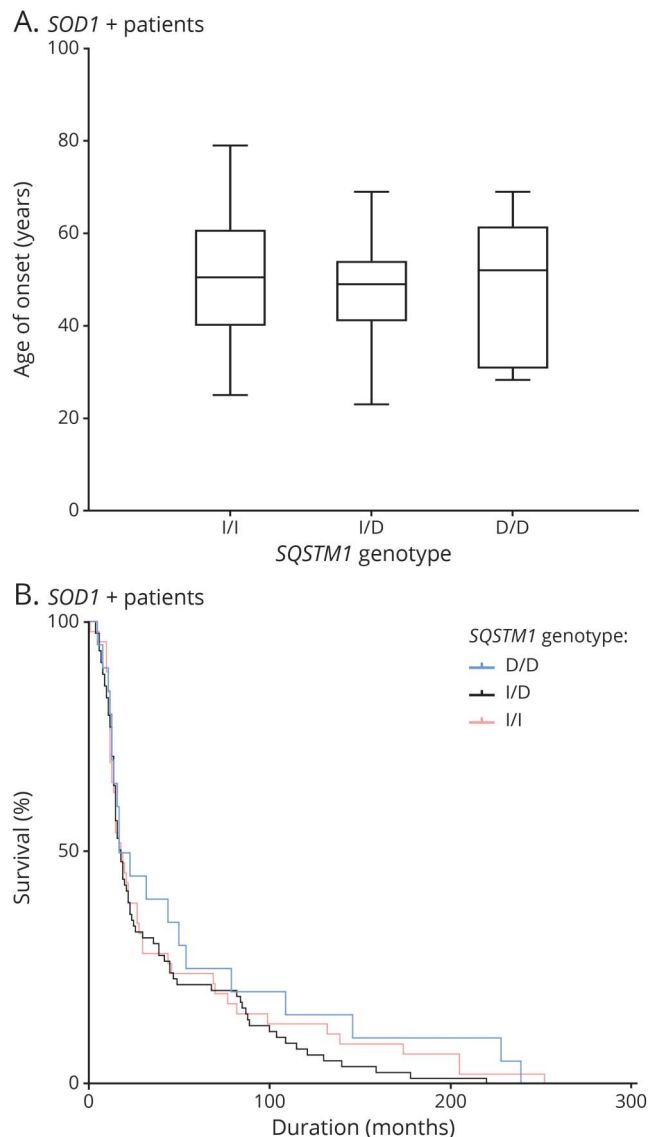 A. SOD1 + patients
100
80
60
40
20
0
Age of onset (years)
I/I I/D D/D
SQSTM1 genotype
B. SOD1 + patients
100
50
0
Survival (%)
SQSTM1 genotype:
D/D
I/D
I/I
0 100 200 300
Duration (months)